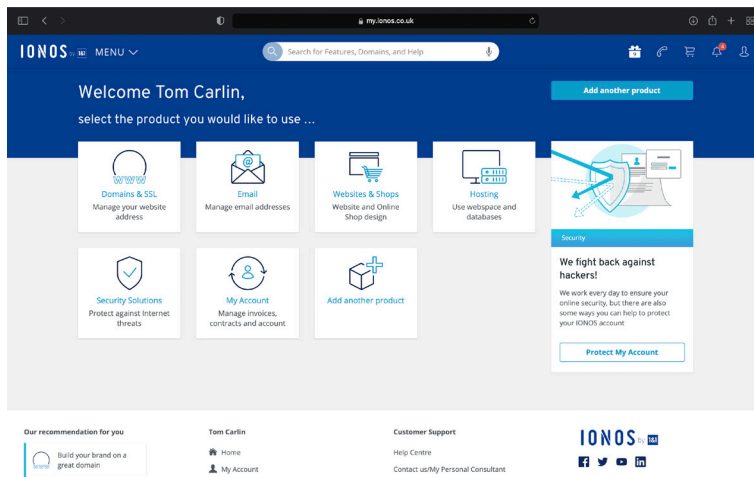 my.ionos.co.uk
IONOS by 1&1 MENU
Search for Features, Domains, and Help
4
Welcome Tom Carlin,
select the product you would like to use ...
Add another product
www
Domains & SSL
Manage your website
address
@
Email
Manage email addresses
Websites & Shops
Website and Online
Shop design
Hosting
Use webspace and
databases
Security
We fight back against
hackers!
We work every day to ensure your
online security, but there are also
some ways you can help to protect
your IONOS account
Protect My Account
Security Solutions
Protect against Internet
threats
My Account
Manage invoices,
contracts and account
Add another product
Our recommendation for you
www
Build your brand on a
great domain
Tom Carlin
Home
My Account
Customer Support
Help Centre
Contact us/My Personal Consultant
IONOS by 1&1